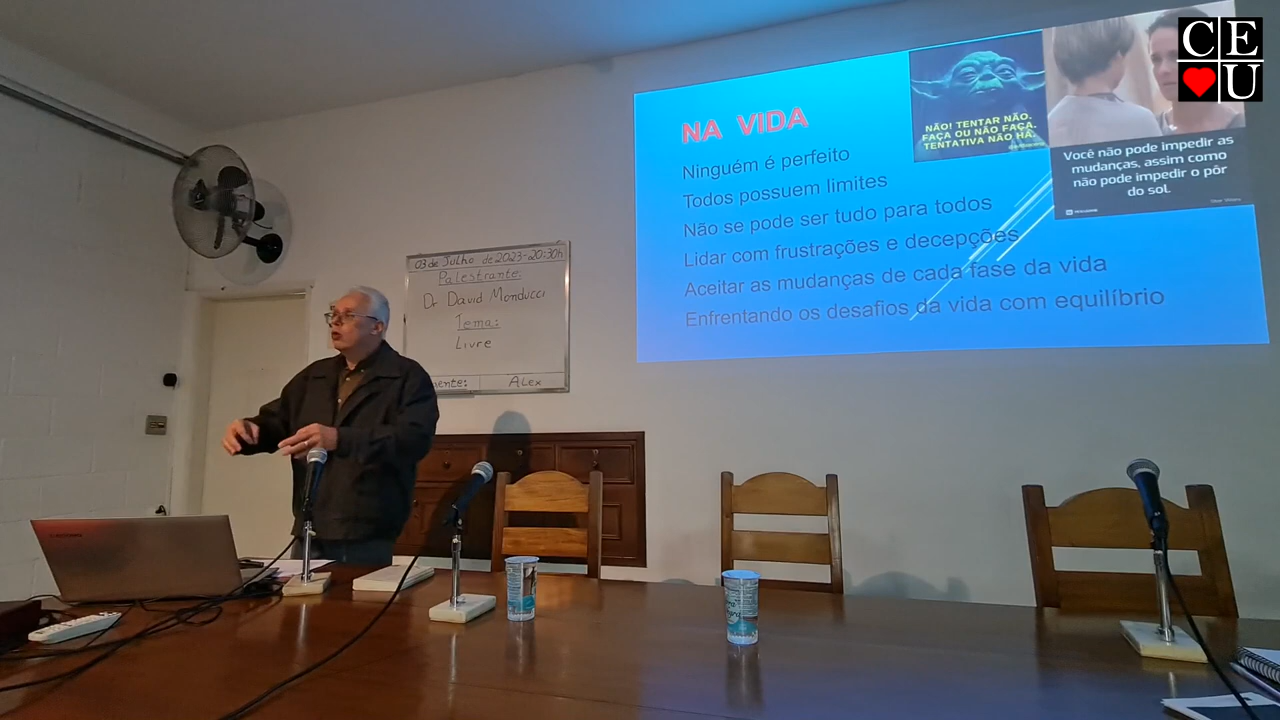 03 de Julho de 2023-20:30h
Palestrante:
Dr David Monducci
Tema:
Livre
ALEX
NA VIDA
Ninguém é perfeito
Todos possuem limites
Não se pode ser tudo para todos
Lidar com frustrações e decepções
Aceitar as mudanças de cada fase da vida
Enfrentando os desafios da vida com equilíbrio
NÃO! TENTAR NÃO.
FAÇA OU NÃO FAÇA.
TENTATIVA NÃO HÁ.
Você não pode impedir as
mudanças, assim como
não pode impedir o pôr
do sol.
C E
U